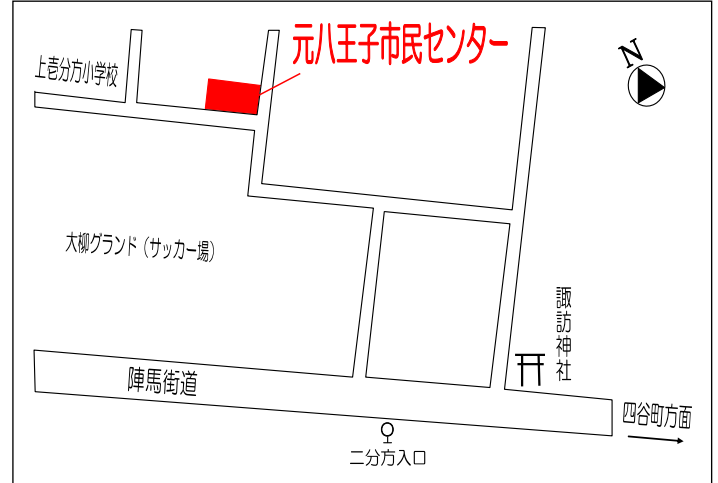 元八王子市民センター
N
上壱分方小学校
大柳グランド（サッカー場）
諏訪神社
陣馬街道
四谷町方面
二分方入口